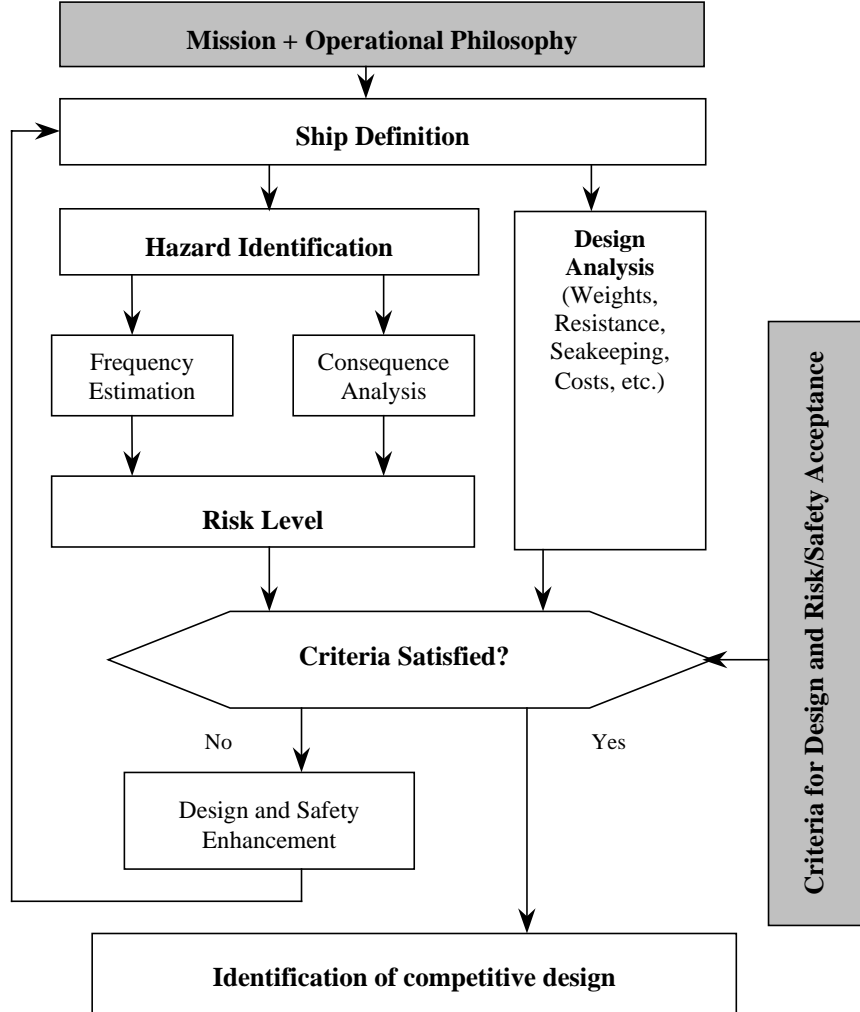 Mission + Operational Philosophy
Ship Definition
Hazard Identification
Design
Analysis
(Weights,
Resistance,
Seakeeping,
Costs, etc.)
Frequency
Estimation
Consequence
Analysis
Risk Level
Criteria for Design and Risk/Safety Acceptance
Criteria Satisfied?
No
Yes
Design and Safety
Enhancement
Identification of competitive design